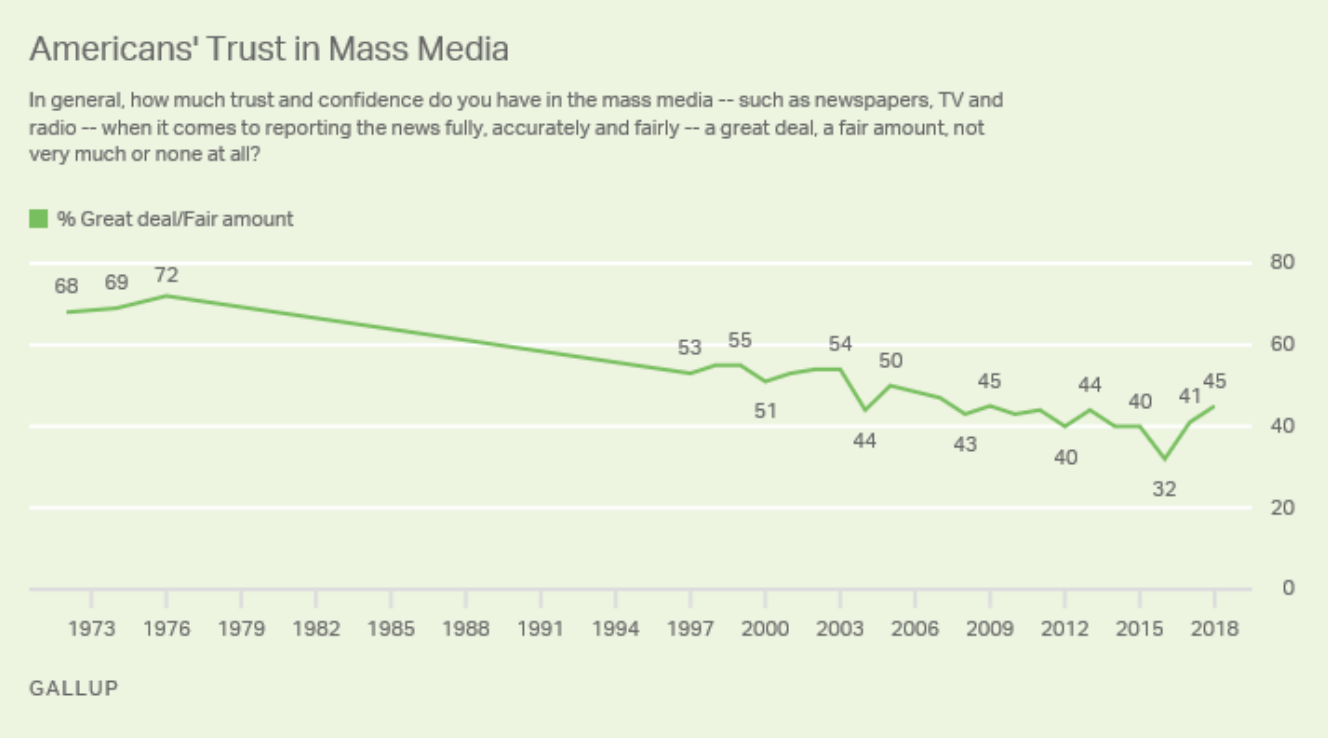 Americans' Trust in Mass Media
In general, how much trust and confidence do you have in the mass media -- such as newspapers, TV and
radio -- when it comes to reporting the news fully, accurately and fairly -- a great deal, a fair amount, not
very much or none at all?
% Great deal/Fair amount
80
68 69 72
53 55 54 60
50
45 44 40 41 45
51
44 43 40
40
32
20
0
1973 1976 1979 1982 1985 1988 1991 1994 1997 2000 2003 2006 2009 2012 2015 2018
GALLUP